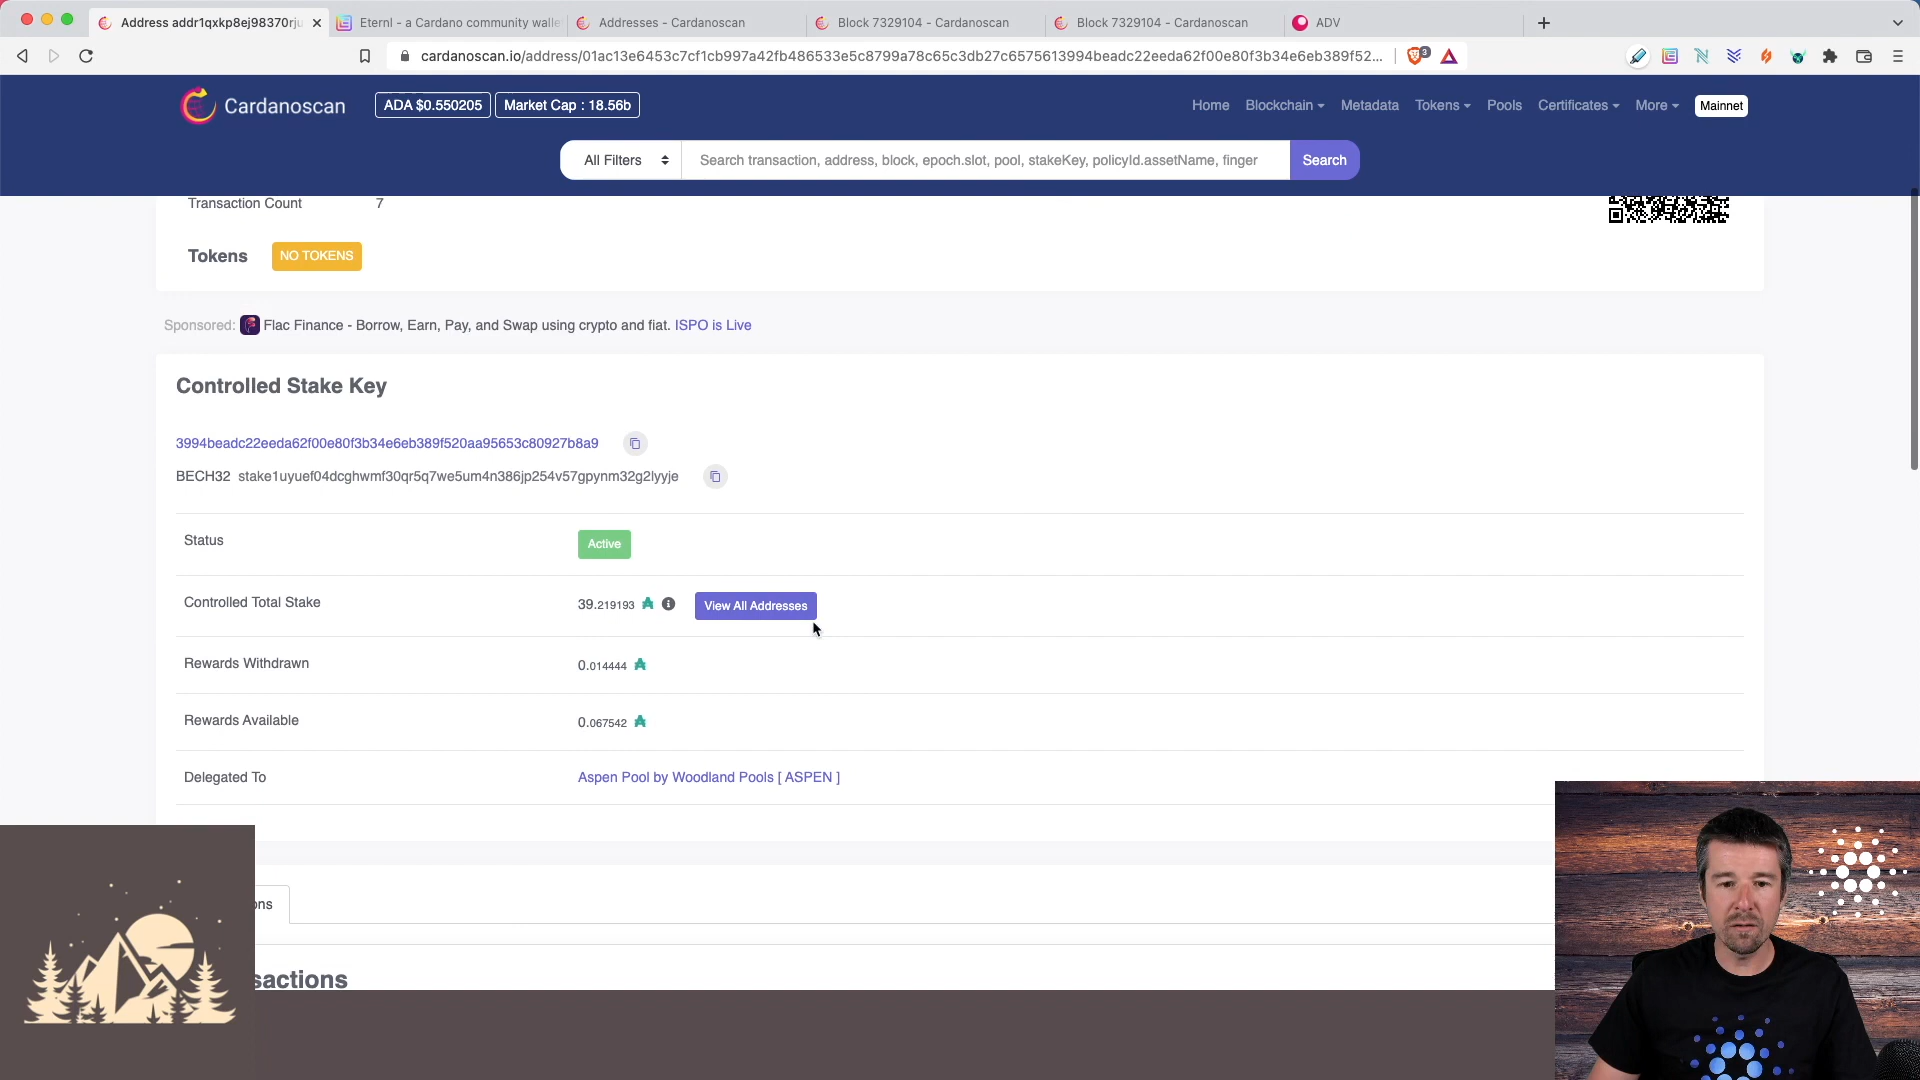 Address addr1qxkp8ej98370rju
Eternl - a Cardano community walle
Addresses - Cardanoscan
Block 7329104 - Cardanoscan
Block 7329104 - Cardanoscan
ADV
cardanoscan.io/address/01ac13e6453c7cf1cb997a42fb486533e5c8799a78c65c3db27c6575613994beadc22eeda62f00e80f3b34e6eb389f52...
3
Cardanoscan
ADA $0.550205
Market Cap : 18.56b
Home
Blockchain
Metadata
Tokens
Pools
Certificates
More
Mainnet
All Filters
Search transaction, address, block, epoch.slot, pool, stakeKey, policyId.assetName, finger
Search
Transaction Count 7
Tokens NO TOKENS
Sponsored: Flac Finance - Borrow, Earn, Pay, and Swap using crypto and fiat. ISPO is Live
Controlled Stake Key
3994beadc22eeda62f00e80f3b34e6eb389f520aa95653c80927b8a9
BECH32 stake1uyuef04dcghwmf30qr5q7we5um4n386jp254v57gpynm32g2lyyje
Status Active
Controlled Total Stake 39.219193 ₳ View All Addresses
Rewards Withdrawn 0.014444 ₳
Rewards Available 0.067542 ₳
Delegated To Aspen Pool by Woodland Pools [ ASPEN ]
ons
sactions